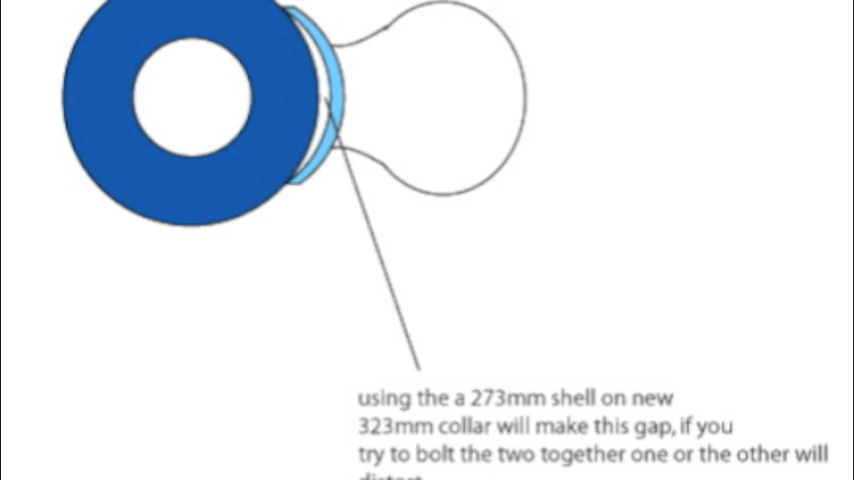 using the a 273mm shell on new
323mm collar will make this gap, if you
try to bolt the two together one or the other will